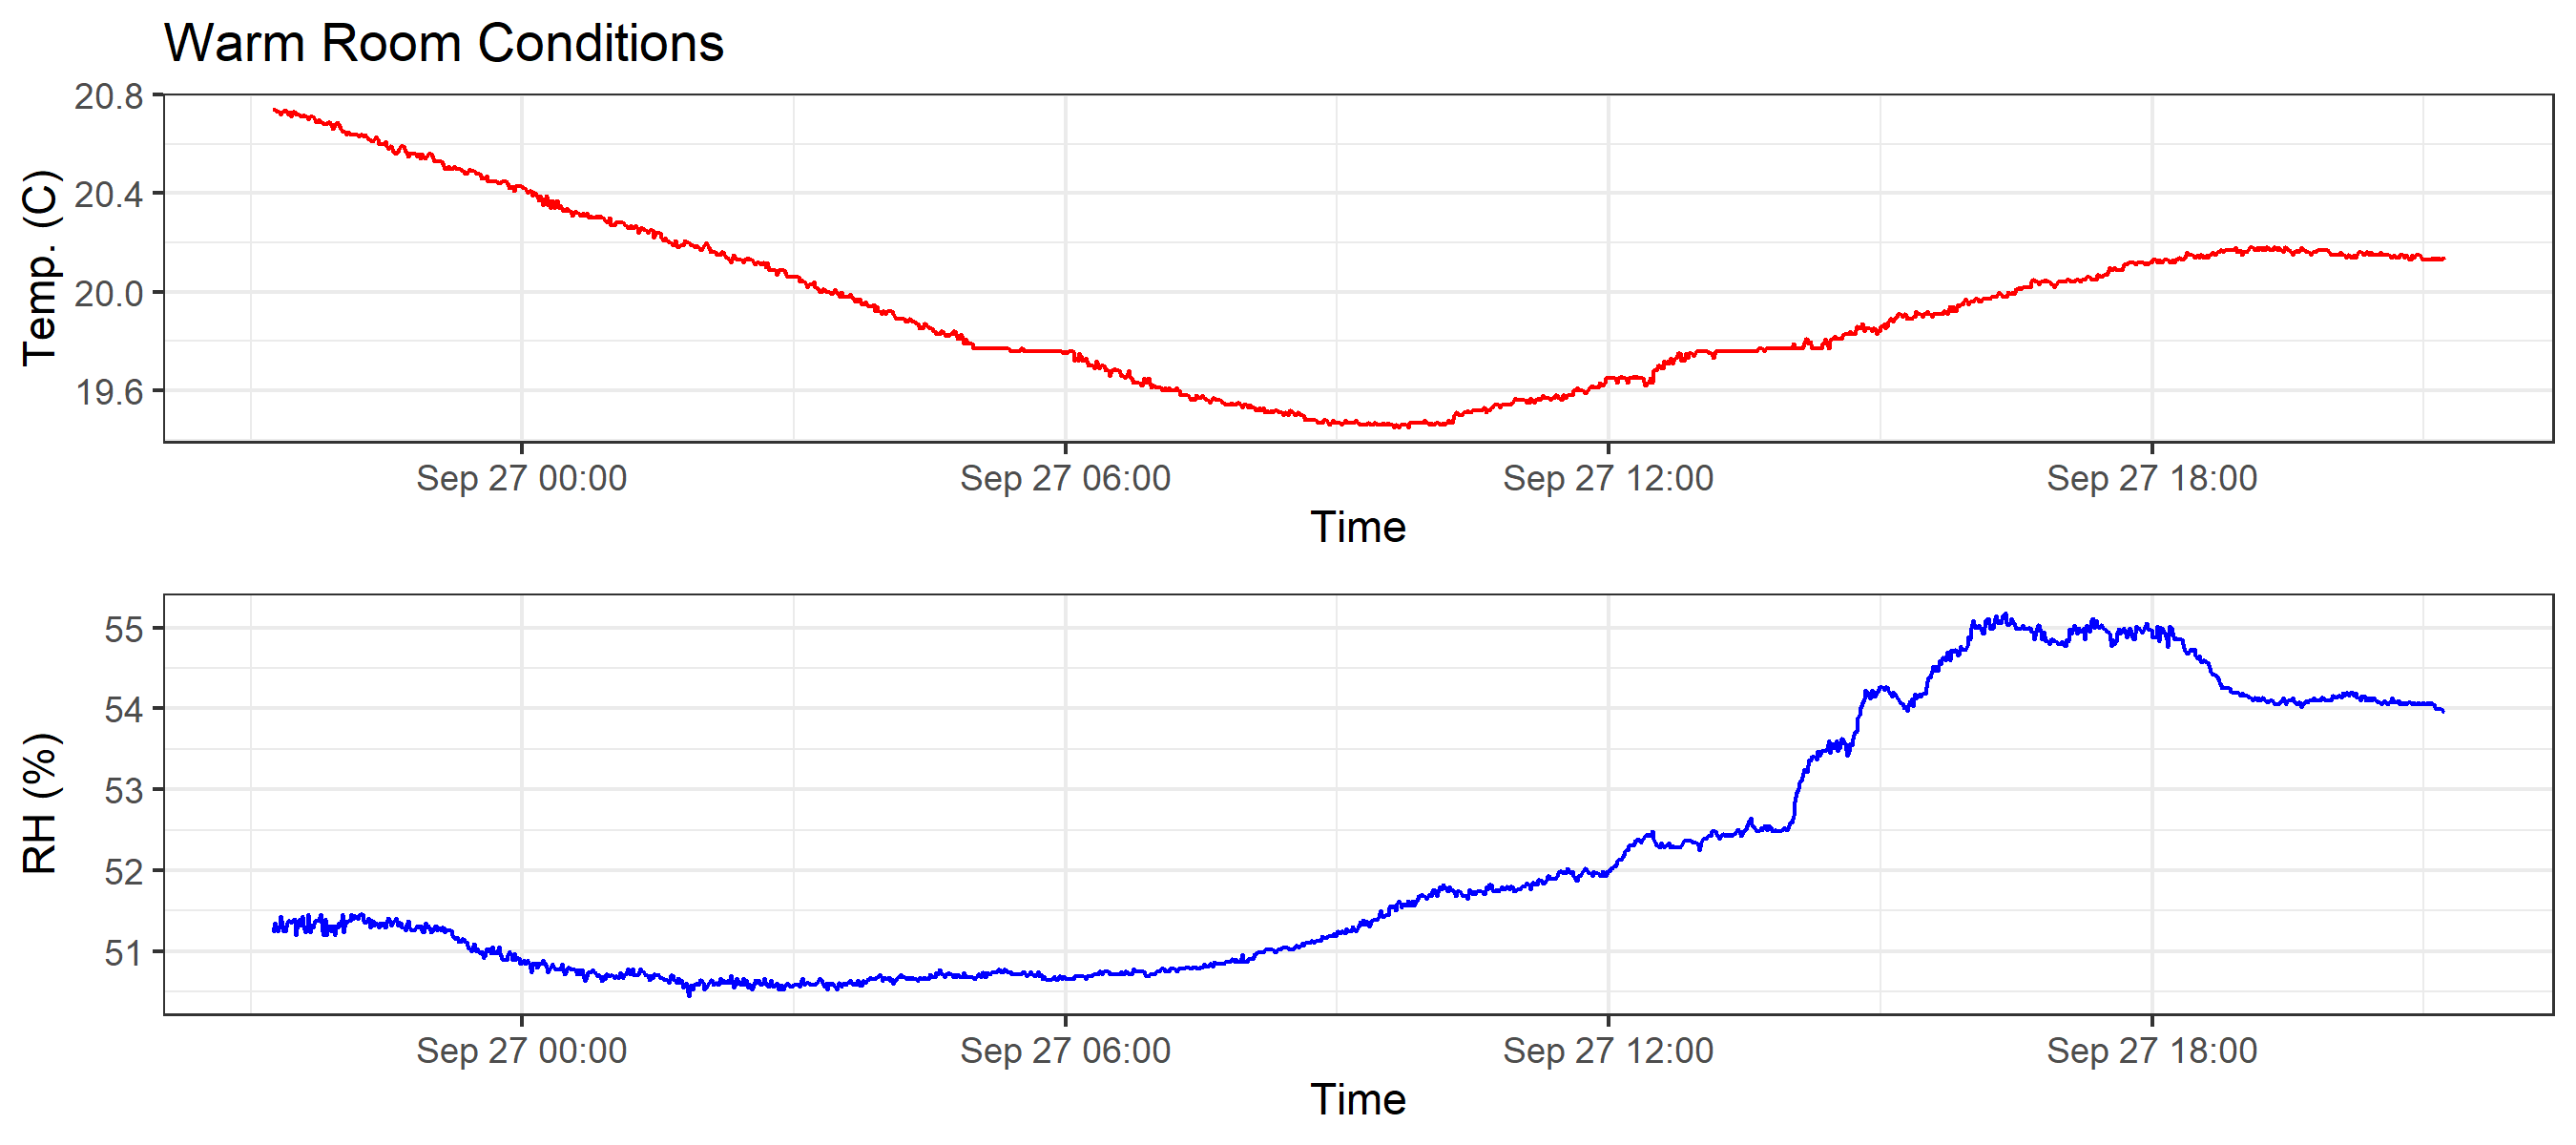 Warm Room Conditions
20.8
20.4
20.0
19.6
Temp. (C)
Sep 27 00:00 Sep 27 06:00 Sep 27 12:00 Sep 27 18:00
Time
55
54
53
52
51
RH (%)
Sep 27 00:00 Sep 27 06:00 Sep 27 12:00 Sep 27 18:00
Time